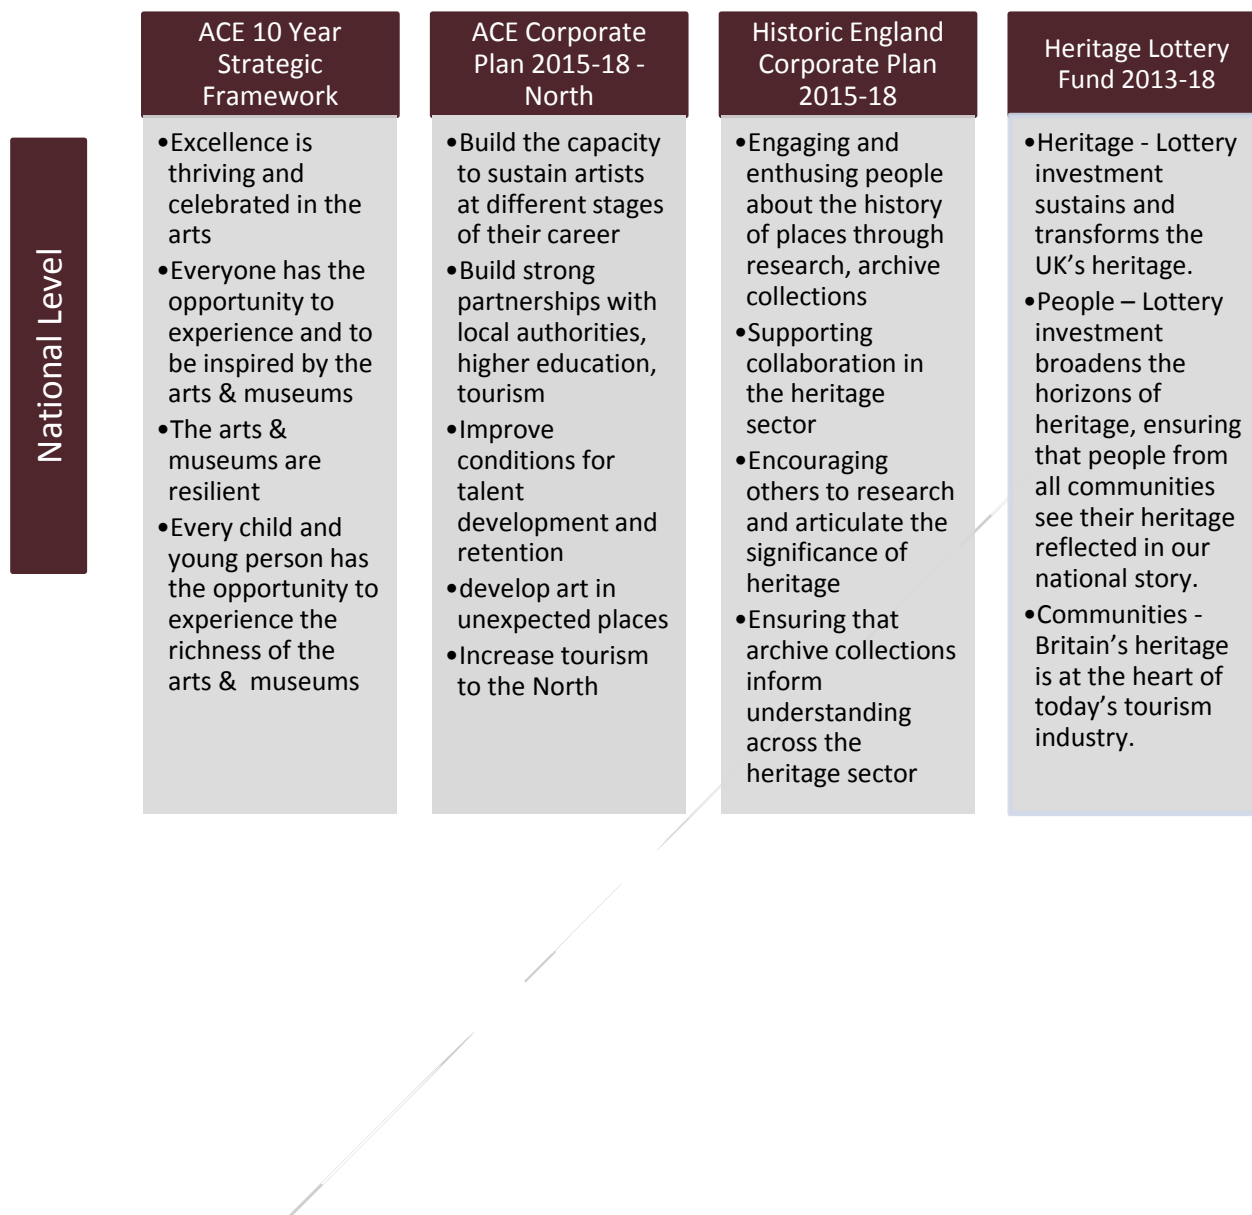 National Level
ACE 10 Year
Strategic
Framework
•Excellence is
thriving and
celebrated in the
arts
•Everyone has the
opportunity to
experience and to
be inspired by the
arts & museums
•The arts &
museums are
resilient
•Every child and
young person has
the opportunity to
experience the
richness of the
arts &  museums
ACE Corporate
Plan 2015-18 -
North
•Build the capacity
to sustain artists
at different stages
of their career
•Build strong
partnerships with
local authorities,
higher education,
tourism
•Improve
conditions for
talent
development and
retention
•develop art in
unexpected places
•Increase tourism
to the North
Historic England
Corporate Plan
2015-18
•Engaging and
enthusing people
about the history
of places through
research, archive
collections
•Supporting
collaboration in
the heritage
sector
•Encouraging
others to research
and articulate the
significance of
heritage
•Ensuring that
archive collections
inform
understanding
across the
heritage sector
Heritage Lottery
Fund 2013-18
•Heritage - Lottery
investment
sustains and
transforms the
UK’s heritage.
•People – Lottery
investment
broadens the
horizons of
heritage, ensuring
that people from
all communities
see their heritage
reflected in our
national story.
•Communities -
Britain’s heritage
is at the heart of
today’s tourism
industry.